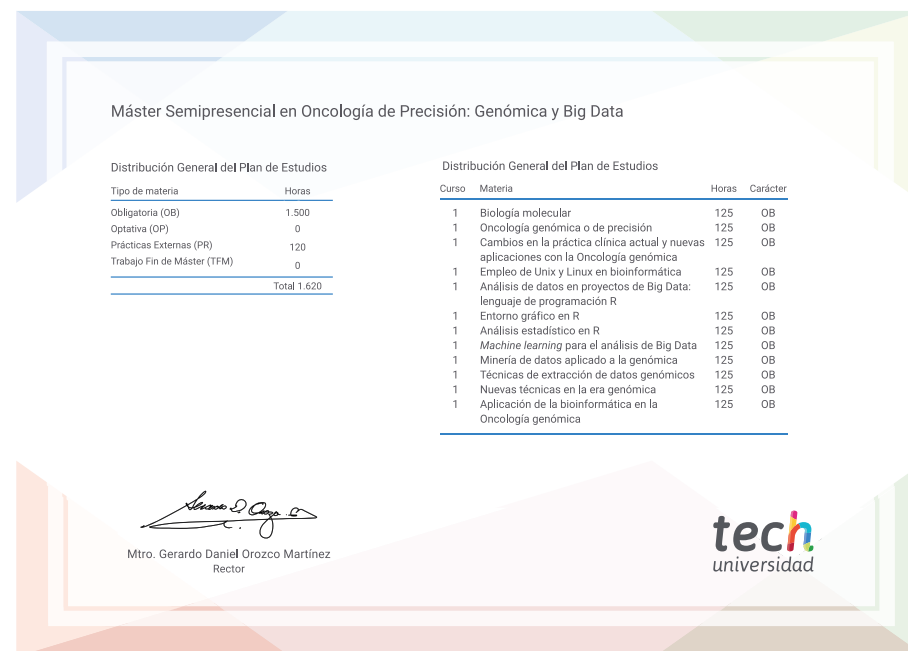 Máster Semipresencial en Oncología de Precisión: Genómica y Big Data
Distribución General del Plan de Estudios
Tipo de materia Horas
Obligatoria (OB) 1.500
Optativa (OP) 0
Prácticas Externas (PR) 120
Trabajo Fin de Máster (TFM) 0
Total 1.620
Distribución General del Plan de Estudios
Curso Materia Horas Carácter
1 Biología molecular 125 OB
1 Oncología genómica o de precisión 125 OB
1 Cambios en la práctica clínica actual y nuevas 125 OB
aplicaciones con la Oncología genómica
1 Empleo de Unix y Linux en bioinformática 125 OB
1 Análisis de datos en proyectos de Big Data: 125 OB
lenguaje de programación R
1 Entorno gráfico en R 125 OB
1 Análisis estadístico en R 125 OB
1 Machine learning para el análisis de Big Data 125 OB
1 Minería de datos aplicado a la genómica 125 OB
1 Técnicas de extracción de datos genómicos 125 OB
1 Nuevas técnicas en la era genómica 125 OB
1 Aplicación de la bioinformática en la 125 OB
Oncología genómica
Mtro. Gerardo Daniel Orozco Martínez
Rector
tech
universidad